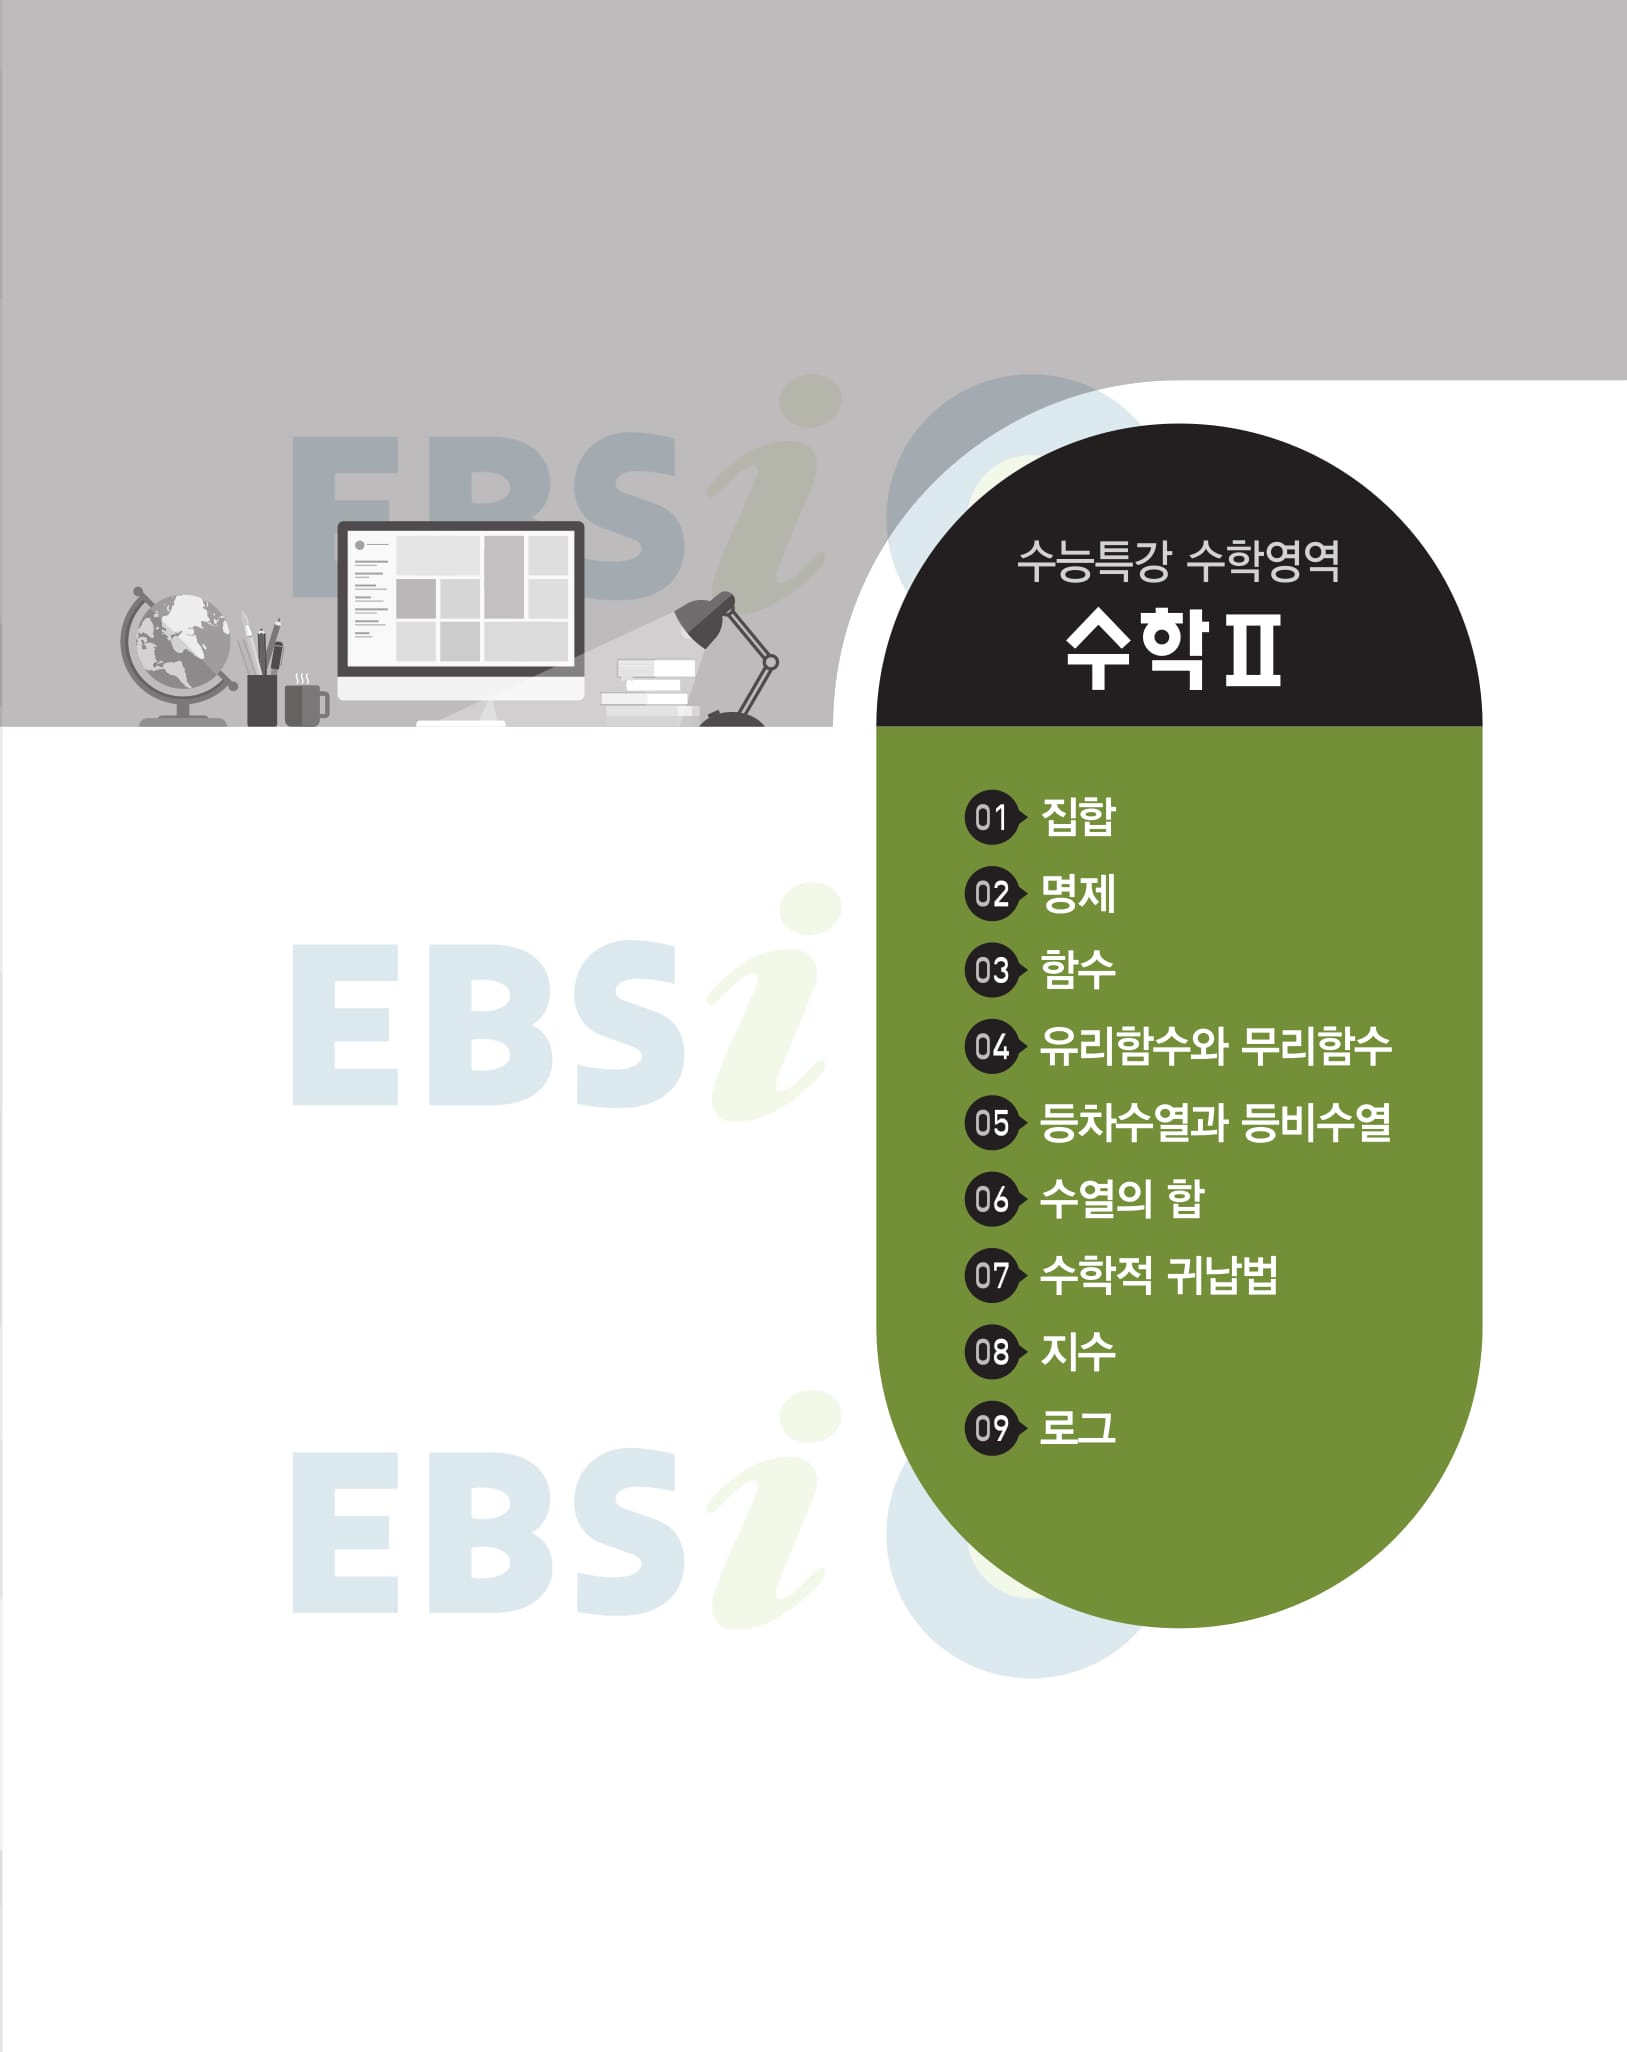 EBSi
수능특강 수학영역
수학 Ⅱ
01 집합
02 명제
03 함수
04 유리함수와 무리함수
05 등차수열과 등비수열
06 수열의 합
07 수학적 귀납법
08 지수
09 로그
EBSi
EBSi